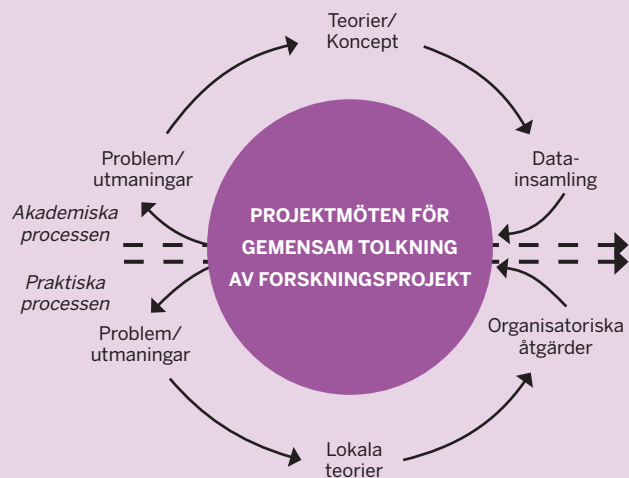 Teorier/
Koncept
Problem/
utmaningar
Data-
insamling
Akademiska
processen
PROJEKTMÖTEN FÖR
GEMENSAM TOLKNING
AV FORSKNINGSPROJEKT
Praktiska
processen
Problem/
utmaningar
Organisatoriska
åtgärder
Lokala
teorier